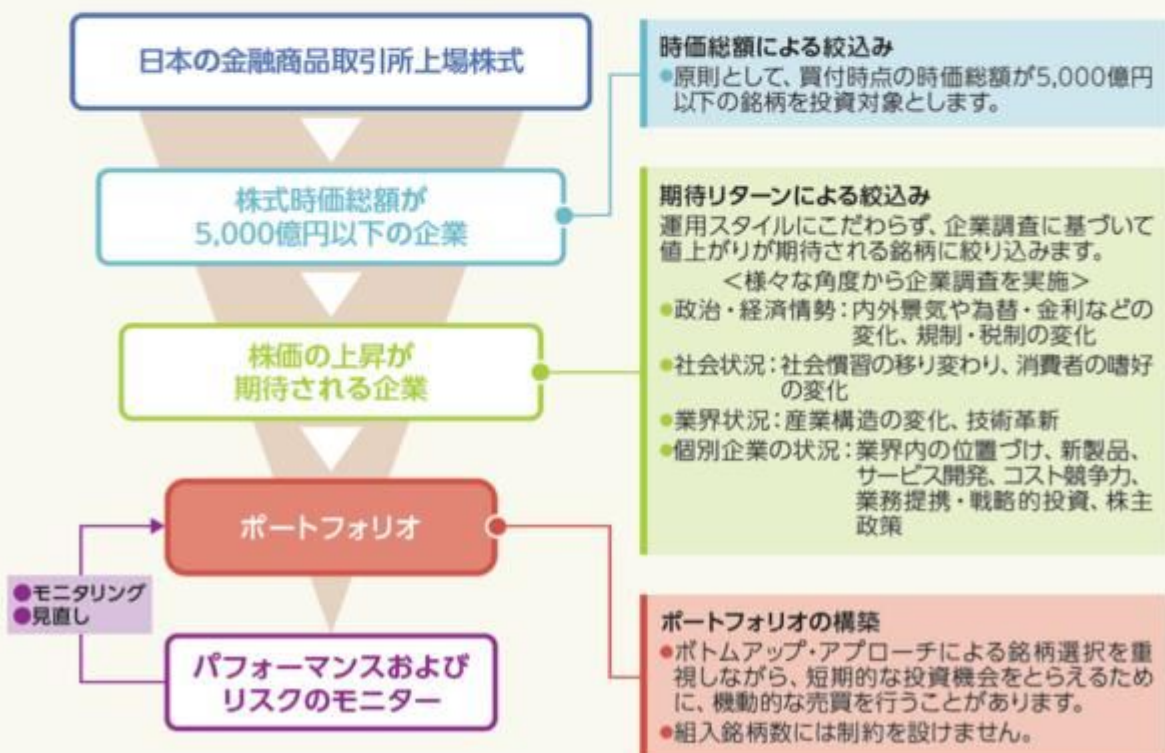 日本の金融商品取引所上場株式
株式時価総額が
5,000億円以下の企業
株価の上昇が
期待される企業
ポートフォリオ
●モニタリング
●見直し
パフォーマンスおよび
リスクのモニター
時価総額による絞込み
●原則として、買付時点の時価総額が5,000億円
以下の銘柄を投資対象とします。
期待リターンによる絞込み
運用スタイルにこだわらず、企業調査に基づいて
値上がりが期待される銘柄に絞り込みます。
＜様々な角度から企業調査を実施＞
●政治・経済情勢：内外景気や為替・金利などの
変化、規制・税制の変化
●社会状況：社会慣習の移り変わり、消費者の嗜好
の変化
●業界状況：産業構造の変化、技術革新
●個別企業の状況：業界内の位置づけ、新製品、
サービス開発、コスト競争力、
業務提携・戦略的投資、株主
政策
ポートフォリオの構築
●ボトムアップ・アプローチによる銘柄選択を重
視しながら、短期的な投資機会をとらえるため
に、機動的な売買を行うことがあります。
●組入銘柄数には制約を設けません。